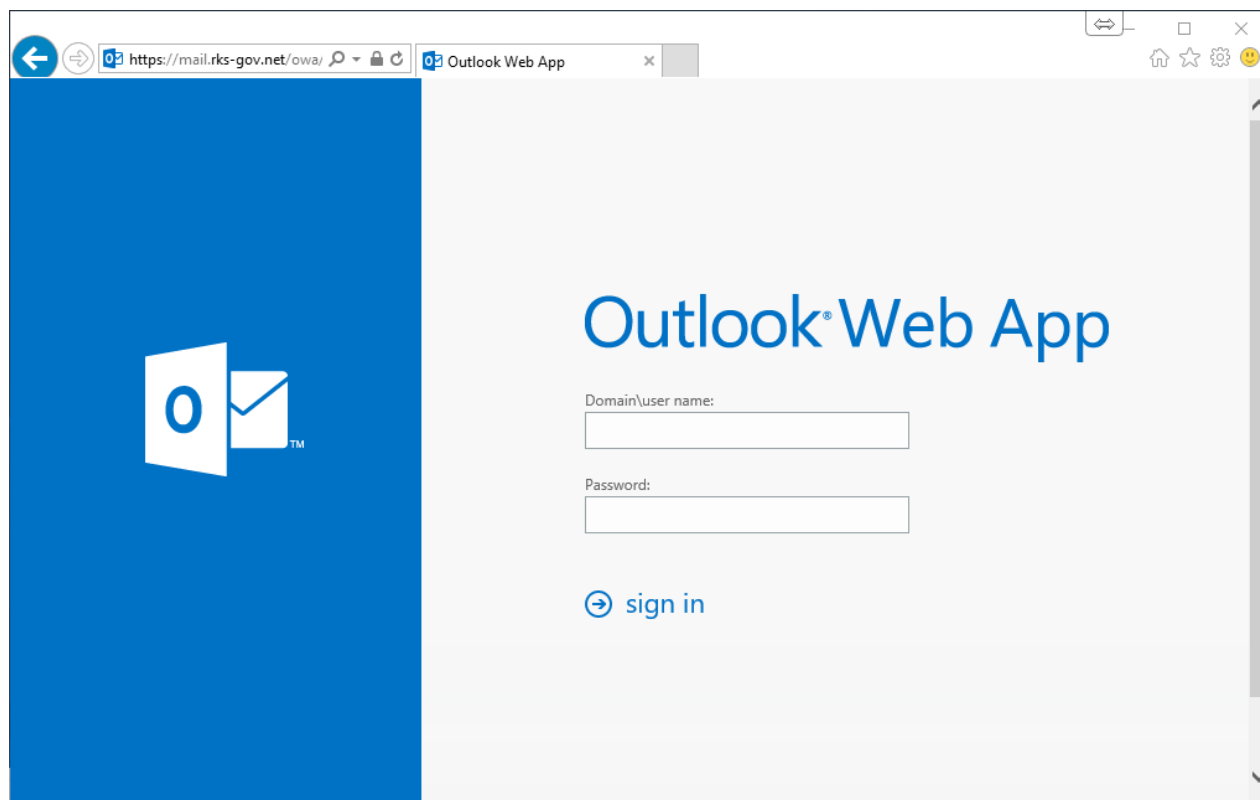 https://mail.rks-gov.net/owa/
Outlook Web App
Outlook® Web App
Domain\user name:
Password:
sign in
O TM